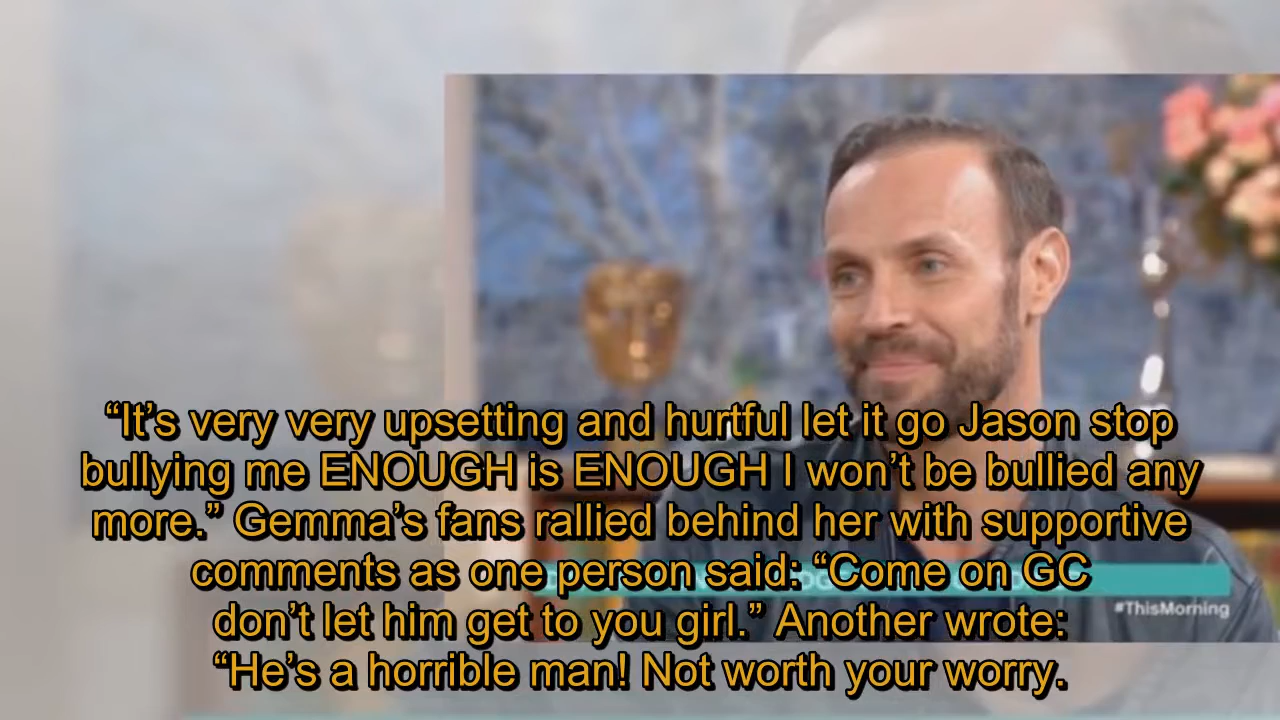 “It’s very very upsetting and hurtful let it go Jason stop
bullying me ENOUGH is ENOUGH I won’t be bullied any
more.” Gemma’s fans rallied behind her with supportive
comments as one person said: “Come on GC
don’t let him get to you girl.” Another wrote:
“He’s a horrible man! Not worth your worry.
#ThisMorning